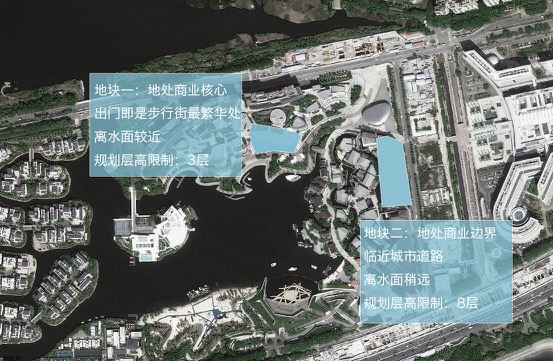 地块一：地处商业核心
出门即是步行街最繁华处
离水面较近
规划层高限制：3层
地块二：地处商业边界
临近城市道路
离水面稍远
规划层高限制：8层